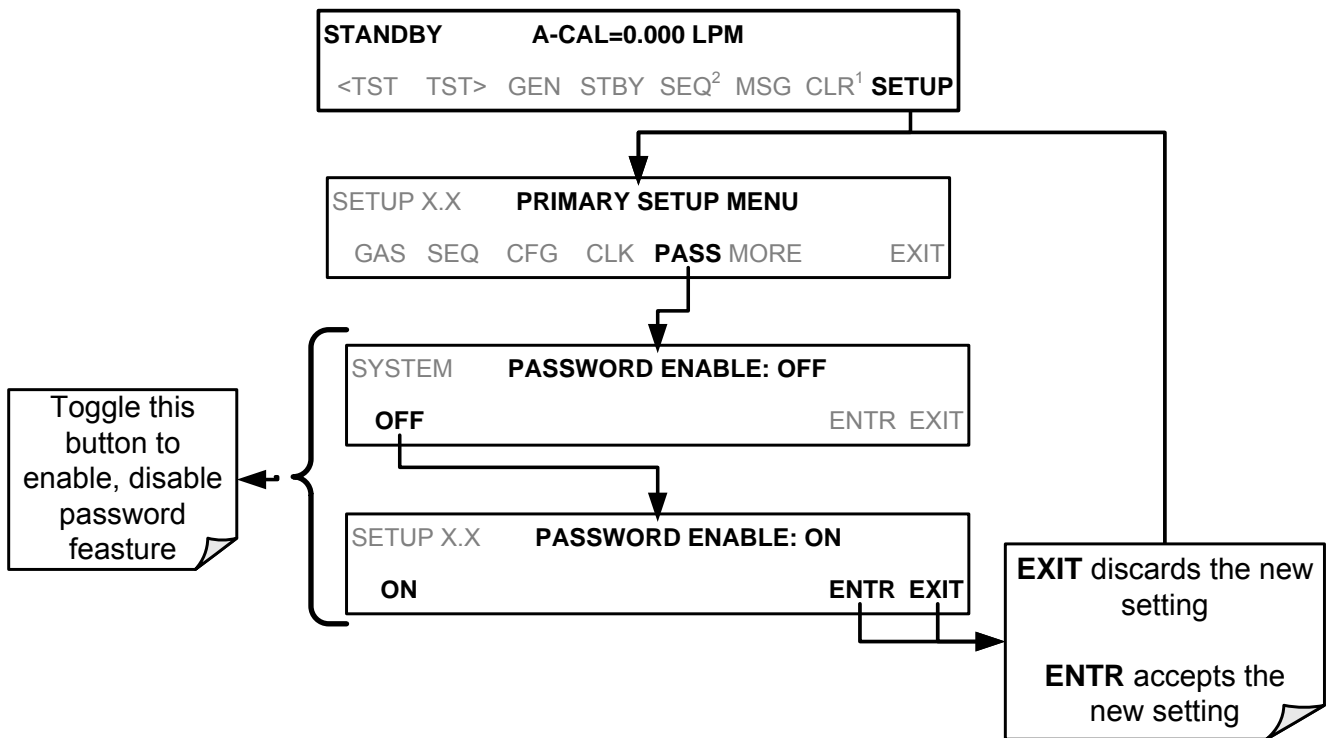 STANDBY A-CAL=0.000 LPM
<TST TST> GEN STBY SEQ² MSG CLR¹ SETUP
SETUP X.X PRIMARY SETUP MENU
GAS SEQ CFG CLK PASS MORE EXIT
SYSTEM PASSWORD ENABLE: OFF
OFF ENTR EXIT
Toggle this
button to
enable, disable
password
feasture
SETUP X.X PASSWORD ENABLE: ON
ON ENTR EXIT
EXIT discards the new
setting
ENTR accepts the
new setting